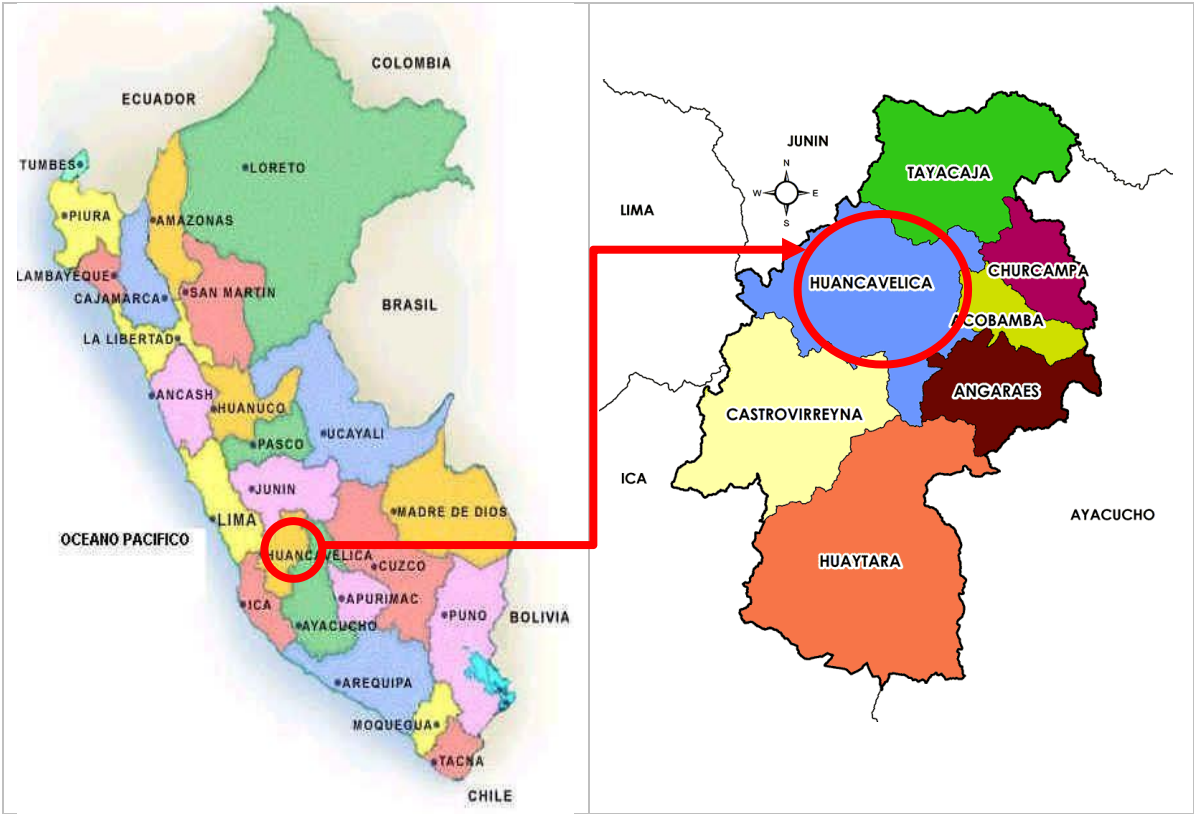 COLOMBIA
ECUADOR
TUMBES
LORETO
PIURA
AMAZONAS
LAMBAYEQUE
CAJAMARCA
SAN MARTIN
BRASIL
LA LIBERTAD
ANCASH
HUANUCO
UCAYALI
PASCO
JUNIN
LIMA
MADRE DE DIOS
OCEANO PACIFICO
HUANCAVELICA
CUZCO
ICA
APURIMAC
AYACUCHO
PUNO
BOLIVIA
AREQUIPA
MOQUEGUA
TACNA
CHILE
JUNIN
N
W
E
S
LIMA
TAYACAJA
HUANCAVELICA
CHURCAMPA
ACOBAMBA
ANGARAES
CASTROVIRREYNA
ICA
AYACUCHO
HUAYTARA